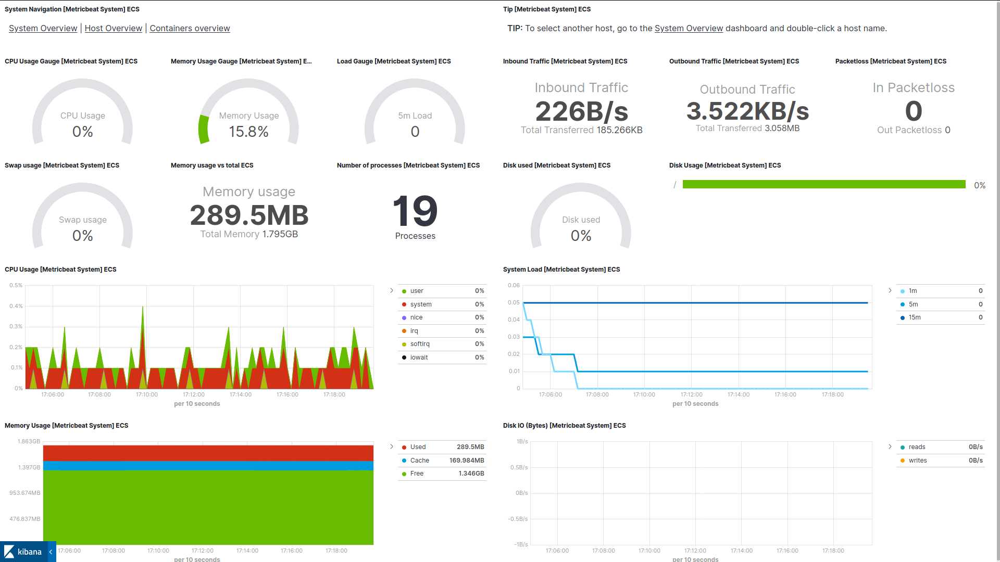 System Navigation [Metricbeat System] ECS
System Overview | Host Overview | Containers overview
Tip [Metricbeat System] ECS
TIP: To select another host, go to the System Overview dashboard and double-click a host name.
CPU Usage Gauge [Metricbeat System] ECS
CPU Usage
0%
Memory Usage Gauge [Metricbeat System] E...
Memory Usage
15.8%
Load Gauge [Metricbeat System] ECS
5m Load
0
Inbound Traffic [Metricbeat System] ECS
Inbound Traffic
226B/s
Total Transferred 185.266KB
Outbound Traffic [Metricbeat System] ECS
Outbound Traffic
3.522KB/s
Total Transferred 3.058MB
Packetloss [Metricbeat System] ECS
In Packetloss
0
Out Packetloss 0
Swap usage [Metricbeat System] ECS
Swap usage
0%
Memory usage vs total ECS
Memory usage
289.5MB
Total Memory 1.795GB
Number of processes [Metricbeat System] ECS
19
Processes
Disk used [Metricbeat System] ECS
Disk used
0%
Disk Usage [Metricbeat System] ECS
/ 0%
CPU Usage [Metricbeat System] ECS
0.5%
0.4%
0.3%
0.2%
0.1%
0%
17:06:00 17:08:00 17:10:00 17:12:00 17:14:00 17:16:00 17:18:00
per 10 seconds
user 0%
system 0%
nice 0%
irq 0%
softirq 0%
iowait 0%
System Load [Metricbeat System] ECS
0.06
0.05
0.04
0.03
0.02
0.01
0
17:06:00 17:08:00 17:10:00 17:12:00 17:14:00 17:16:00 17:18:00
per 10 seconds
1m 0
5m 0
15m 0
Memory Usage [Metricbeat System] ECS
1.863GB
1.397GB
953.674MB
476.837MB
17:06:00 17:08:00 17:10:00 17:12:00 17:14:00 17:16:00 17:18:00
per 10 seconds
Used 289.5MB
Cache 169.984MB
Free 1.346GB
Disk IO (Bytes) [Metricbeat System] ECS
1B/s
0.5B/s
0B/s
-0.5B/s
-1B/s
17:06:00 17:08:00 17:10:00 17:12:00 17:14:00 17:16:00 17:18:00
per 10 seconds
reads 0B/s
writes 0B/s
kibana